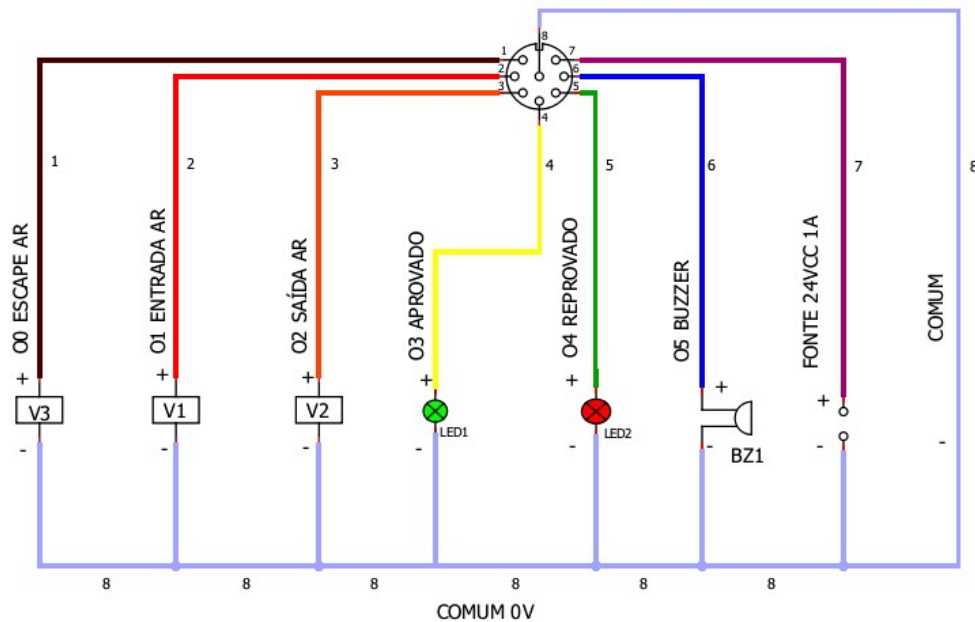 8
1
7
2
6
3
5
4
1
2
3
4
5
6
7
8
O0 ESCAPE AR
O1 ENTRADA AR
O2 SAÍDA AR
O3 APROVADO
O4 REPROVADO
O5 BUZZER
FONTE 24VCC 1A
COMUM
+
+
+
+
+
+
+
V3
V1
V2
LED1
LED2
BZ1
-
-
-
-
-
-
-
-
8
8
8
8
8
8
COMUM 0V